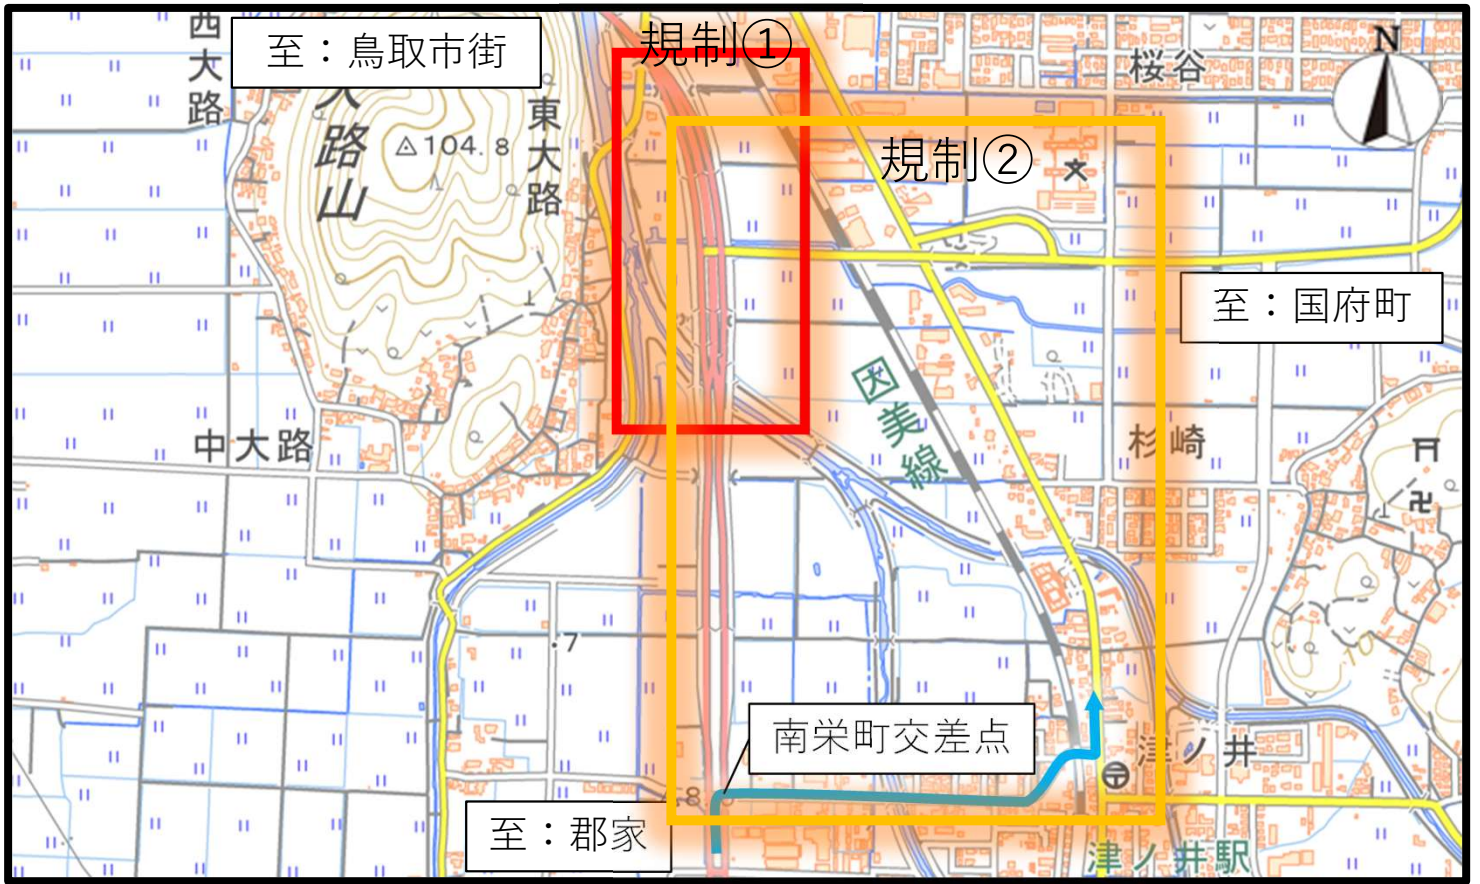 西大路
至：鳥取市街
規制①
N
桜谷
大路山
104.8
東大路
規制②
至：国府町
因美線
中大路
杉崎
7
南栄町交差点
津ノ井
至：郡家
津ノ井駅